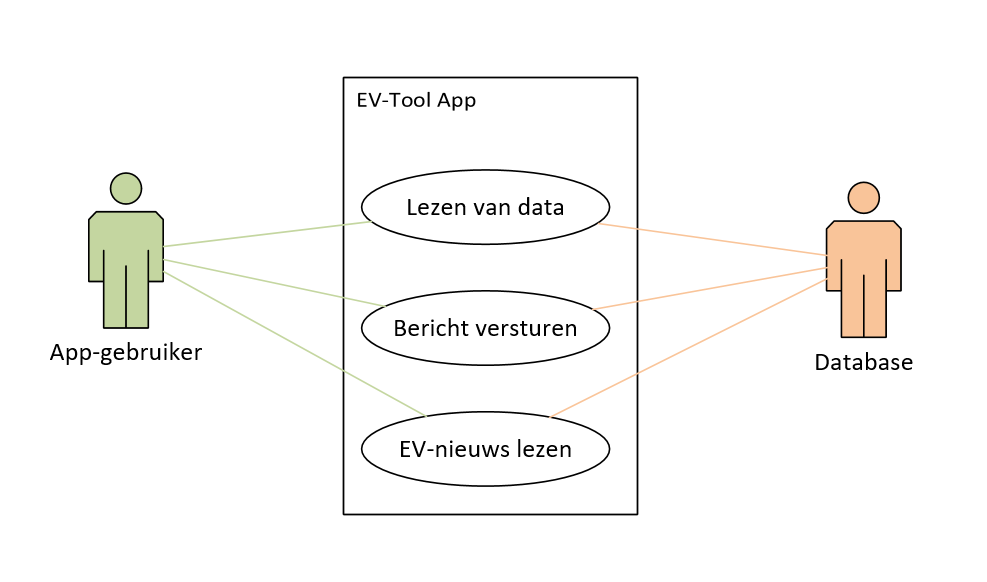 EV-Tool App
Lezen van data
Bericht versturen
App-gebruiker
Database
EV-nieuws lezen